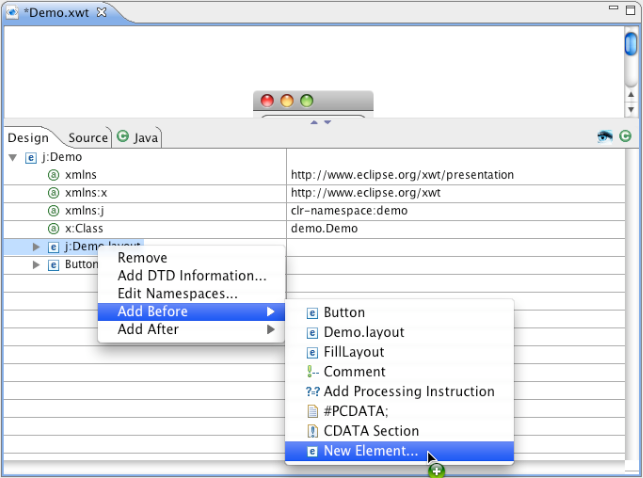 *Demo.xwt
Design Source Java
j:Demo
xmlns http://www.eclipse.org/xwt/presentation
xmlns:x http://www.eclipse.org/xwt
xmlns:j clr-namespace:demo
x:Class demo.Demo
j:Demo.layout
Button
Remove
Add DTD Information...
Edit Namespaces...
Add Before
Add After
Button
Demo.layout
FillLayout
Comment
Add Processing Instruction
#PCDATA;
CDATA Section
New Element...